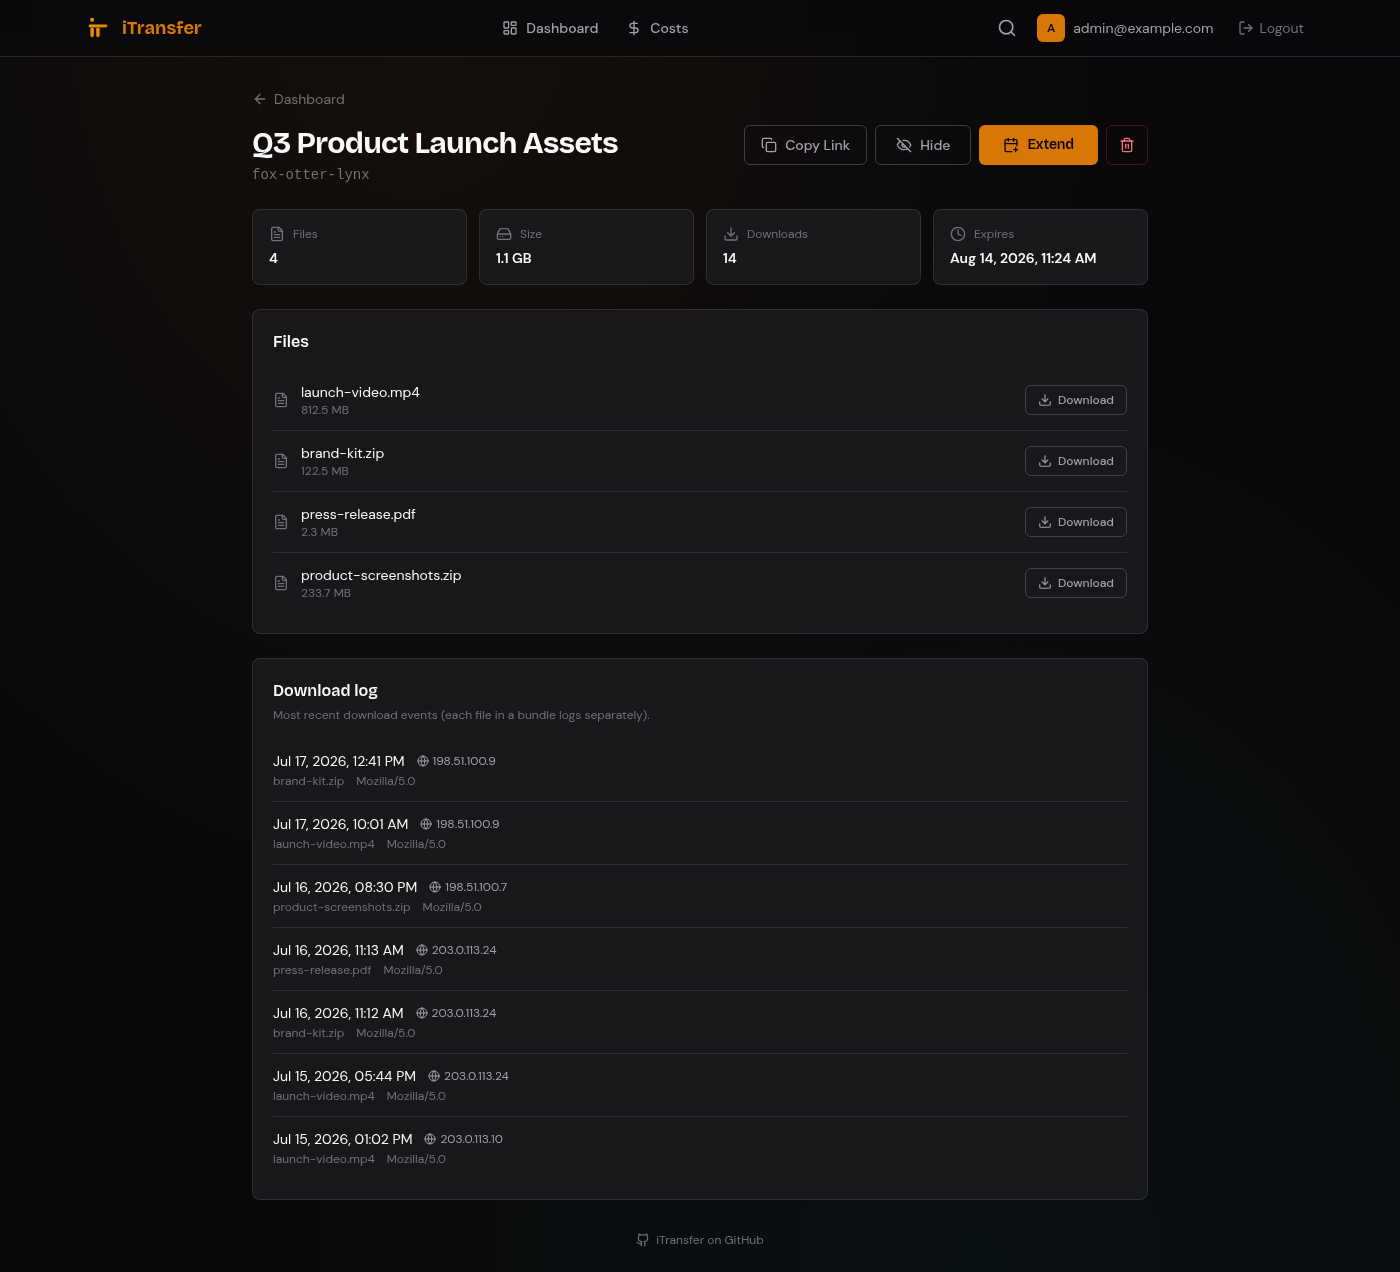 iTransfer
Dashboard
Costs
A
admin@example.com
Logout
Dashboard
Q3 Product Launch Assets
fox-otter-lynx
Copy Link
Hide
Extend
Files
4
Size
1.1 GB
Downloads
14
Expires
Aug 14, 2026, 11:24 AM
Files
launch-video.mp4
812.5 MB
Download
brand-kit.zip
122.5 MB
Download
press-release.pdf
2.3 MB
Download
product-screenshots.zip
233.7 MB
Download
Download log
Most recent download events (each file in a bundle logs separately).
Jul 17, 2026, 12:41 PM 198.51.100.9
brand-kit.zip Mozilla/5.0
Jul 17, 2026, 10:01 AM 198.51.100.9
launch-video.mp4 Mozilla/5.0
Jul 16, 2026, 08:30 PM 198.51.100.7
product-screenshots.zip Mozilla/5.0
Jul 16, 2026, 11:13 AM 203.0.113.24
press-release.pdf Mozilla/5.0
Jul 16, 2026, 11:12 AM 203.0.113.24
brand-kit.zip Mozilla/5.0
Jul 15, 2026, 05:44 PM 203.0.113.24
launch-video.mp4 Mozilla/5.0
Jul 15, 2026, 01:02 PM 203.0.113.10
launch-video.mp4 Mozilla/5.0
iTransfer on GitHub